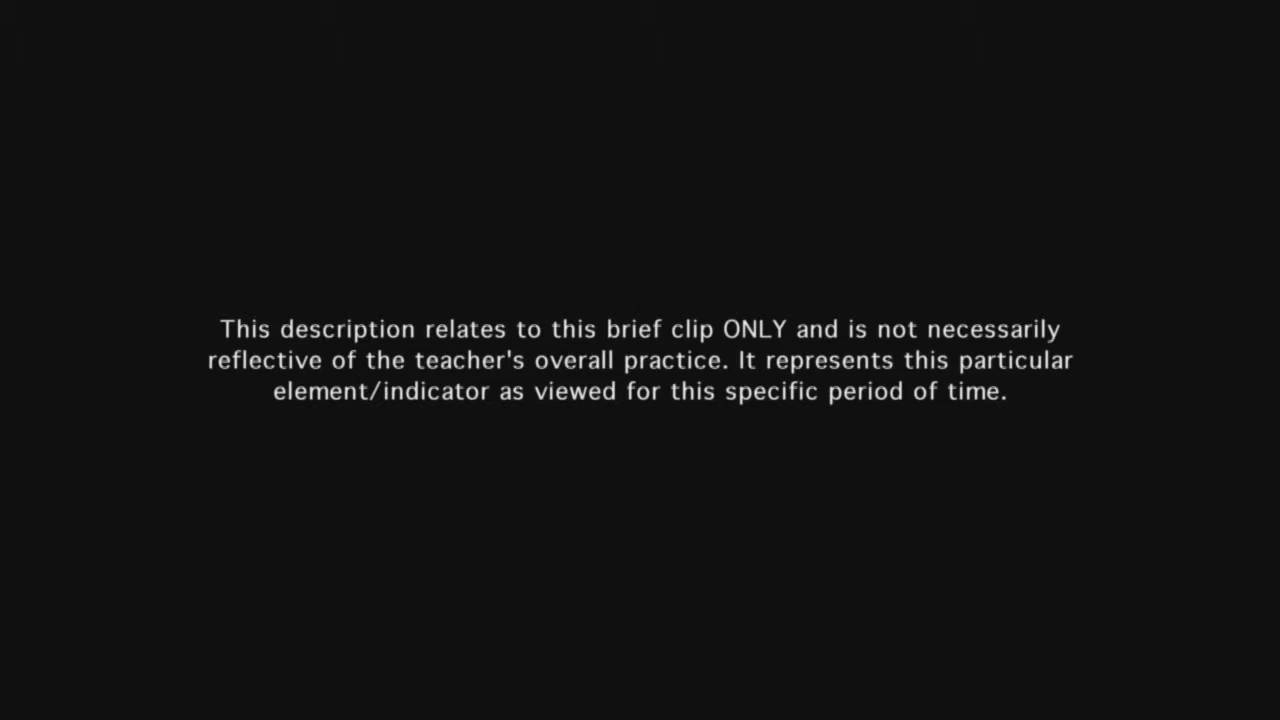 This description relates to this brief clip ONLY and is not necessarily
reflective of the teacher's overall practice. It represents this particular
element/indicator as viewed for this specific period of time.